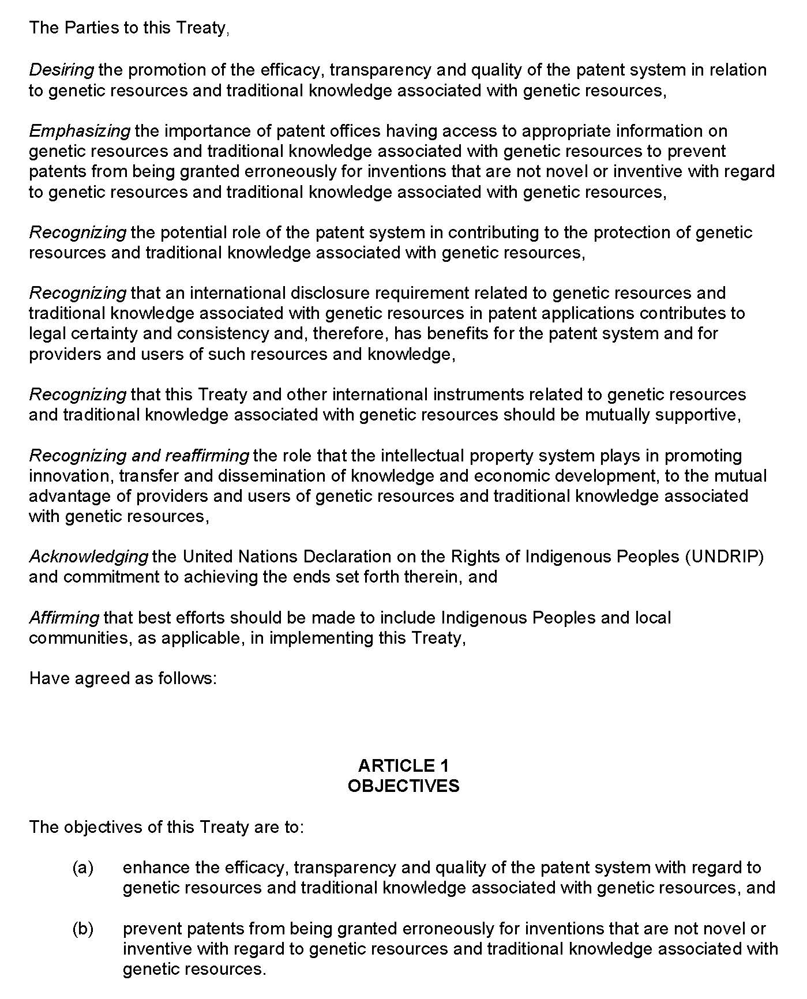 The Parties to this Treaty,
Desiring the promotion of the efficacy, transparency and quality of the patent system in relation
to genetic resources and traditional knowledge associated with genetic resources,
Emphasizing the importance of patent offices having access to appropriate information on
genetic resources and traditional knowledge associated with genetic resources to prevent
patents from being granted erroneously for inventions that are not novel or inventive with regard
to genetic resources and traditional knowledge associated with genetic resources,
Recognizing the potential role of the patent system in contributing to the protection of genetic
resources and traditional knowledge associated with genetic resources,
Recognizing that an international disclosure requirement related to genetic resources and
traditional knowledge associated with genetic resources in patent applications contributes to
legal certainty and consistency and, therefore, has benefits for the patent system and for
providers and users of such resources and knowledge,
Recognizing that this Treaty and other international instruments related to genetic resources
and traditional knowledge associated with genetic resources should be mutually supportive,
Recognizing and reaffirming the role that the intellectual property system plays in promoting
innovation, transfer and dissemination of knowledge and economic development, to the mutual
advantage of providers and users of genetic resources and traditional knowledge associated
with genetic resources,
Acknowledging the United Nations Declaration on the Rights of Indigenous Peoples (UNDRIP)
and commitment to achieving the ends set forth therein, and
Affirming that best efforts should be made to include Indigenous Peoples and local
communities, as applicable, in implementing this Treaty,
Have agreed as follows:
ARTICLE 1
OBJECTIVES
The objectives of this Treaty are to:
(a) enhance the efficacy, transparency and quality of the patent system with regard to
genetic resources and traditional knowledge associated with genetic resources, and
(b) prevent patents from being granted erroneously for inventions that are not novel or
inventive with regard to genetic resources and traditional knowledge associated with
genetic resources.